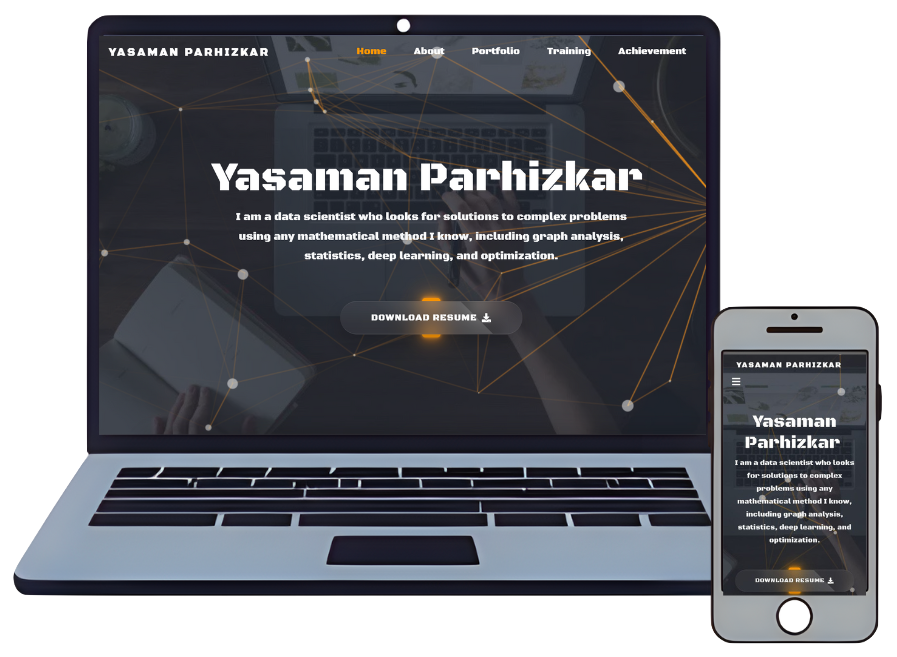 YASAMAN PARHIZKAR
Home About Portfolio Training Achievement
Yasaman Parhizkar
I am a data scientist who looks for solutions to complex problems
using any mathematical method I know, including graph analysis,
statistics, deep learning, and optimization.
DOWNLOAD RESUME
YASAMAN PARHIZKAR
Yasaman
Parhizkar
I am a data scientist who looks
for solutions to complex
problems using any
mathematical method I know,
including graph analysis,
statistics, deep learning, and
optimization.
DOWNLOAD RESUME